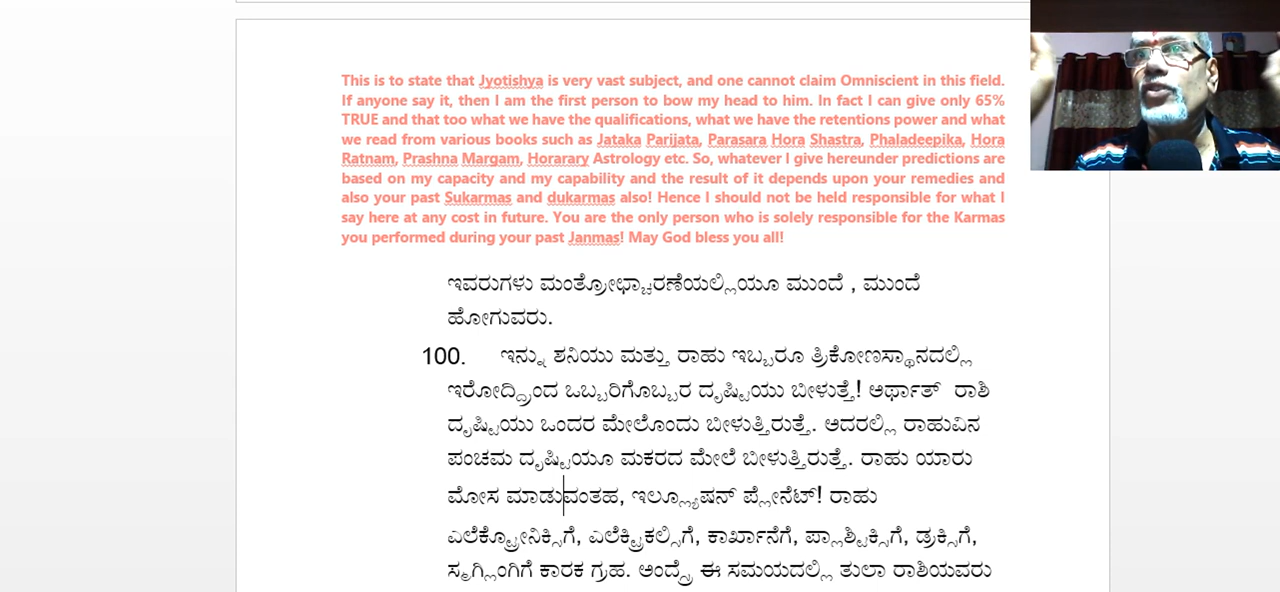 This is to state that Jyotishya is very vast subject, and one cannot claim Omniscient in this field.
If anyone say it, then I am the first person to bow my head to him. In fact I can give only 65%
TRUE and that too what we have the qualifications, what we have the retentions power and what
we read from various books such as Jataka Parijata, Parasara Hora Shastra, Phaladeepika, Hora
Ratnam, Prashna Margam, Horarary Astrology etc. So, whatever I give hereunder predictions are
based on my capacity and my capability and the result of it depends upon your remedies and
also your past Sukarmas and dukarmas also! Hence I should not be held responsible for what I
say here at any cost in future. You are the only person who is solely responsible for the Karmas
you performed during your past Janmas! May God bless you all!
ಇವರುಗಳು ಮಂತ್ರೋಛ್ಚಾರಣೆಯಲ್ಲಿಯೂ ಮುಂದೆ , ಮುಂದೆ
ಹೋಗುವರು.
100. ಇನ್ನು ಶನಿಯು ಮತ್ತು ರಾಹು ಇಬ್ಬರೂ ತ್ರಿಕೋಣಸ್ಥಾನದಲ್ಲಿ
ಇರೋದ್ದ್ರಿಂದ ಒಬ್ಬರಿಗೊಬ್ಬರ ದೃಷ್ಟಿಯು ಬೀಳುತ್ತೆ! ಅರ್ಥಾತ್ ರಾಶಿ
ದೃಷ್ಟಿಯು ಒಂದರ ಮೇಲೊಂದು ಬೀಳುತ್ತಿರುತ್ತೆ. ಅದರಲ್ಲಿ ರಾಹುವಿನ
ಪಂಚಮ ದೃಷ್ಟಿಯೂ ಮಕರದ ಮೇಲೆ ಬೀಳುತ್ತಿರುತ್ತೆ. ರಾಹು ಯಾರು
ಮೋಸ ಮಾಡುವಂತಹ, ಇಲ್ಲ್ಯೂಷನ್ ಪ್ಲೇನೆಟ್! ರಾಹು
ಎಲೆಕ್ಟ್ರೋನಿಕ್ಸಿಗೆ, ಎಲೆಕ್ಟ್ರಿಕಲ್ಸಿಗೆ, ಕಾರ್ಖಾನೆಗೆ, ಪ್ಲಾಶ್ಟಿಕ್ಸಿಗೆ, ಡ್ರಕ್ಸಿಗೆ,
ಸ್ಮಗ್ಲಿಂಗಿಗೆ ಕಾರಕ ಗ್ರಹ. ಅಂದ್ರೆ ಈ ಸಮಯದಲ್ಲಿ ತುಲಾ ರಾಶಿಯವರು